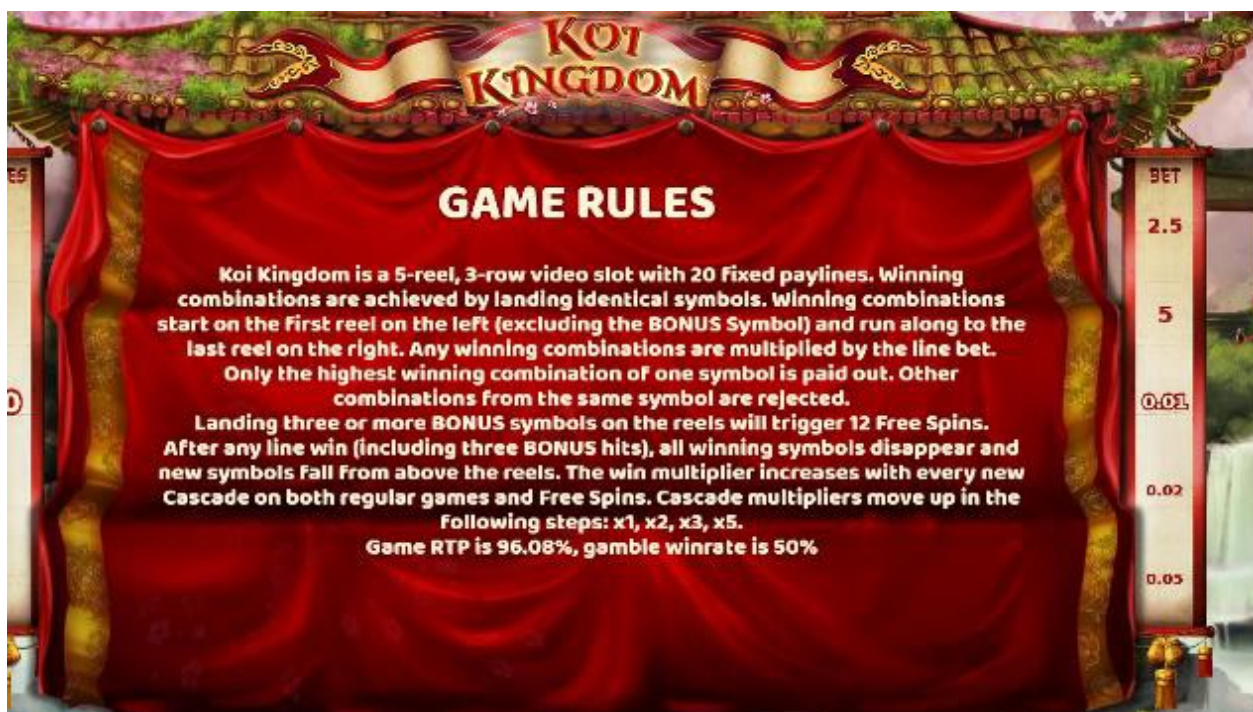 KOI
KINGDOM
GAME RULES
Koi Kingdom is a 5-reel, 3-row video slot with 20 fixed paylines. Winning
combinations are achieved by landing identical symbols. Winning combinations
start on the first reel on the left (excluding the BONUS Symbol) and run along to the
last reel on the right. Any winning combinations are multiplied by the line bet.
Only the highest winning combination of one symbol is paid out. Other
combinations from the same symbol are rejected.
Landing three or more BONUS symbols on the reels will trigger 12 Free Spins.
After any line win (including three BONUS hits), all winning symbols disappear and
new symbols fall from above the reels. The win multiplier increases with every new
Cascade on both regular games and Free Spins. Cascade multipliers move up in the
following steps: x1, x2, x3, x5.
Game RTP is 96.08%, gamble winrate is 50%
ES
0
BET
2.5
5
0.01
0.02
0.05